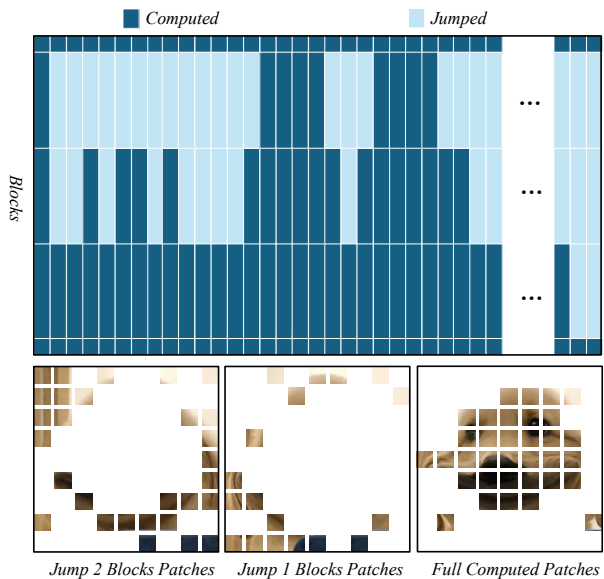 Computed
Jumped
Blocks
...
...
...
Jump 2 Blocks Patches
Jump 1 Blocks Patches
Full Computed Patches